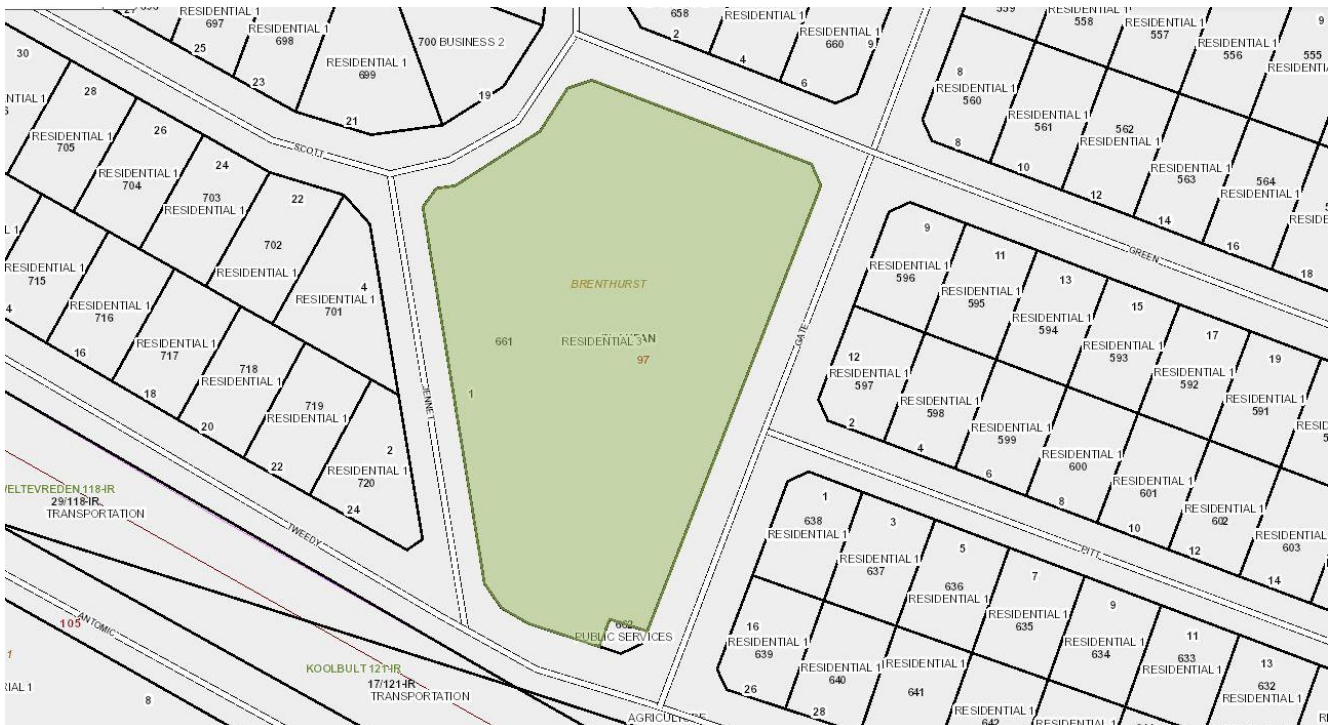 697
25
RESIDENTIAL 1
698
23
RESIDENTIAL 1
699
21
700 BUSINESS 2
19
658
2
RESIDENTIAL 1
4
RESIDENTIAL 1
660
9
6
RESIDENTIAL 1
558
RESIDENTIAL 1
557
RESIDENTIAL 1
556
9
555
8
RESIDENTIAL 1
560
8
RESIDENTIAL 1
561
10
562
RESIDENTIAL 1
12
RESIDENTIAL 1
563
14
564
RESIDENTIAL 1
16
18
30
28
RESIDENTIAL 1
705
26
RESIDENTIAL 1
704
24
703
RESIDENTIAL 1
22
702
RESIDENTIAL 1
4
RESIDENTIAL 1
701
SCOTT
RESIDENTIAL 1
715
RESIDENTIAL 1
716
16
RESIDENTIAL 1
717
18
718
RESIDENTIAL 1
20
719
RESIDENTIAL 1
22
2
RESIDENTIAL 1
720
24
JENNET
TWEEDY
BRENTHURST
661
RESIDENTIAL 3
97
1
662
PUBLIC SERVICES
GATE
GREEN
9
RESIDENTIAL 1
596
11
RESIDENTIAL 1
595
13
RESIDENTIAL 1
594
15
RESIDENTIAL 1
593
17
RESIDENTIAL 1
592
19
RESIDENTIAL 1
591
12
RESIDENTIAL 1
597
2
RESIDENTIAL 1
598
4
RESIDENTIAL 1
599
6
RESIDENTIAL 1
600
8
RESIDENTIAL 1
601
10
RESIDENTIAL 1
602
12
RESIDENTIAL
603
14
PITT
1
638
RESIDENTIAL 1
3
RESIDENTIAL 1
637
5
636
RESIDENTIAL 1
7
RESIDENTIAL 1
635
9
RESIDENTIAL 1
634
11
633
RESIDENTIAL 1
13
632
RESIDENTIAL 1
16
RESIDENTIAL 1
639
26
RESIDENTIAL 1
640
28
RESIDENTIAL 1
641
RESIDENTIAL 1
642
RESIDENTIAL 1
WELTEVREDEN 118-IR
29/118-IR
TRANSPORTATION
105
ANTOMIC
8
KOOLBULT 121-IR
17/121-IR
TRANSPORTATION
AGRICULTURE